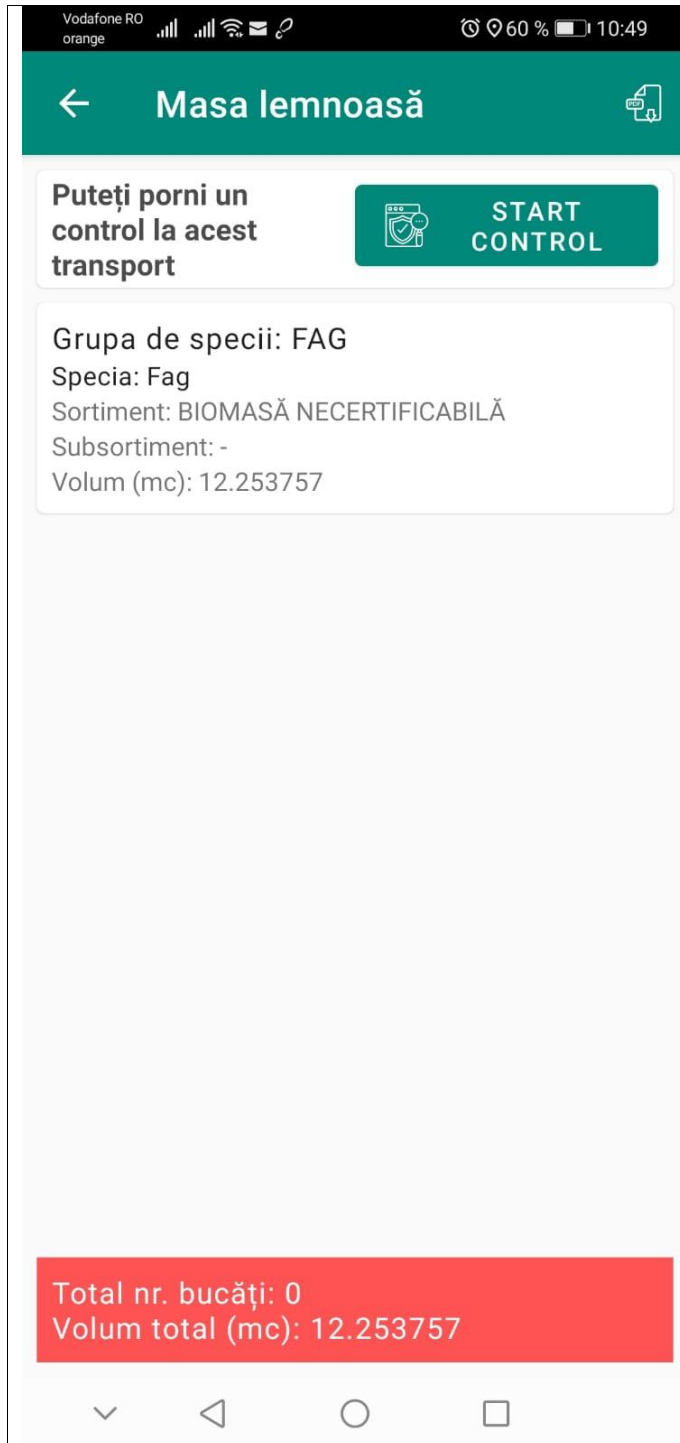 Vodafone RO
orange
60 % 10:49
Masa lemnoasă
PDF
Puteți porni un
control la acest
transport
START
CONTROL
Grupa de specii: FAG
Specia: Fag
Sortiment: BIOMASĂ NECERTIFICABILĂ
Subsortiment: -
Volum (mc): 12.253757
Total nr. bucăți: 0
Volum total (mc): 12.253757